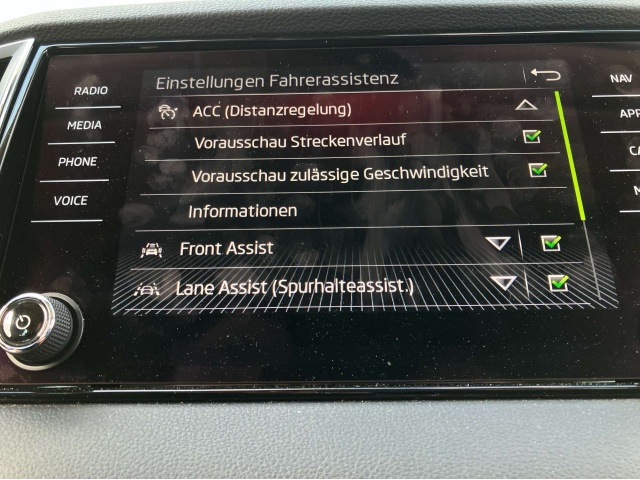 RADIO
MEDIA
PHONE
VOICE
Einstellungen Fahrerassistenz
ACC (Distanzregelung)
Vorausschau Streckenverlauf
Vorausschau zulässige Geschwindigkeit
Informationen
Front Assist
Lane Assist (Spurhalteassist.)
NAV